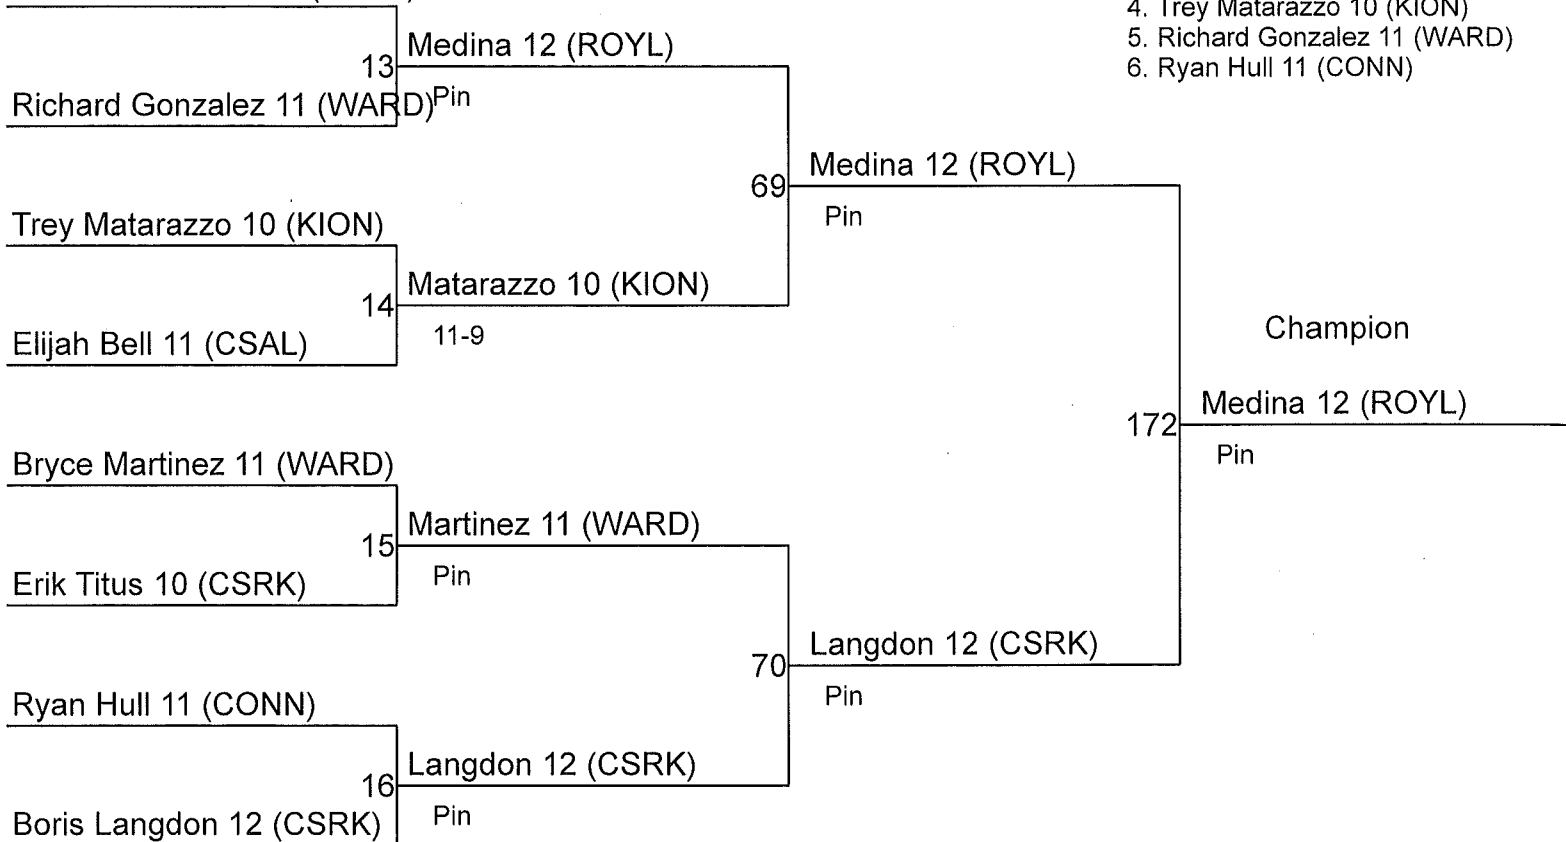 4. Trey Matarazzo 10 (KION)
5. Richard Gonzalez 11 (WARD)
6. Ryan Hull 11 (CONN)
Medina 12 (ROYL)
13
Pin
Richard Gonzalez 11 (WARD)
Medina 12 (ROYL)
69
Pin
Trey Matarazzo 10 (KION)
Matarazzo 10 (KION)
14
11-9
Elijah Bell 11 (CSAL)
Champion
Medina 12 (ROYL)
172
Pin
Bryce Martinez 11 (WARD)
Martinez 11 (WARD)
15
Pin
Erik Titus 10 (CSRK)
Langdon 12 (CSRK)
70
Pin
Ryan Hull 11 (CONN)
Langdon 12 (CSRK)
16
Pin
Boris Langdon 12 (CSRK)